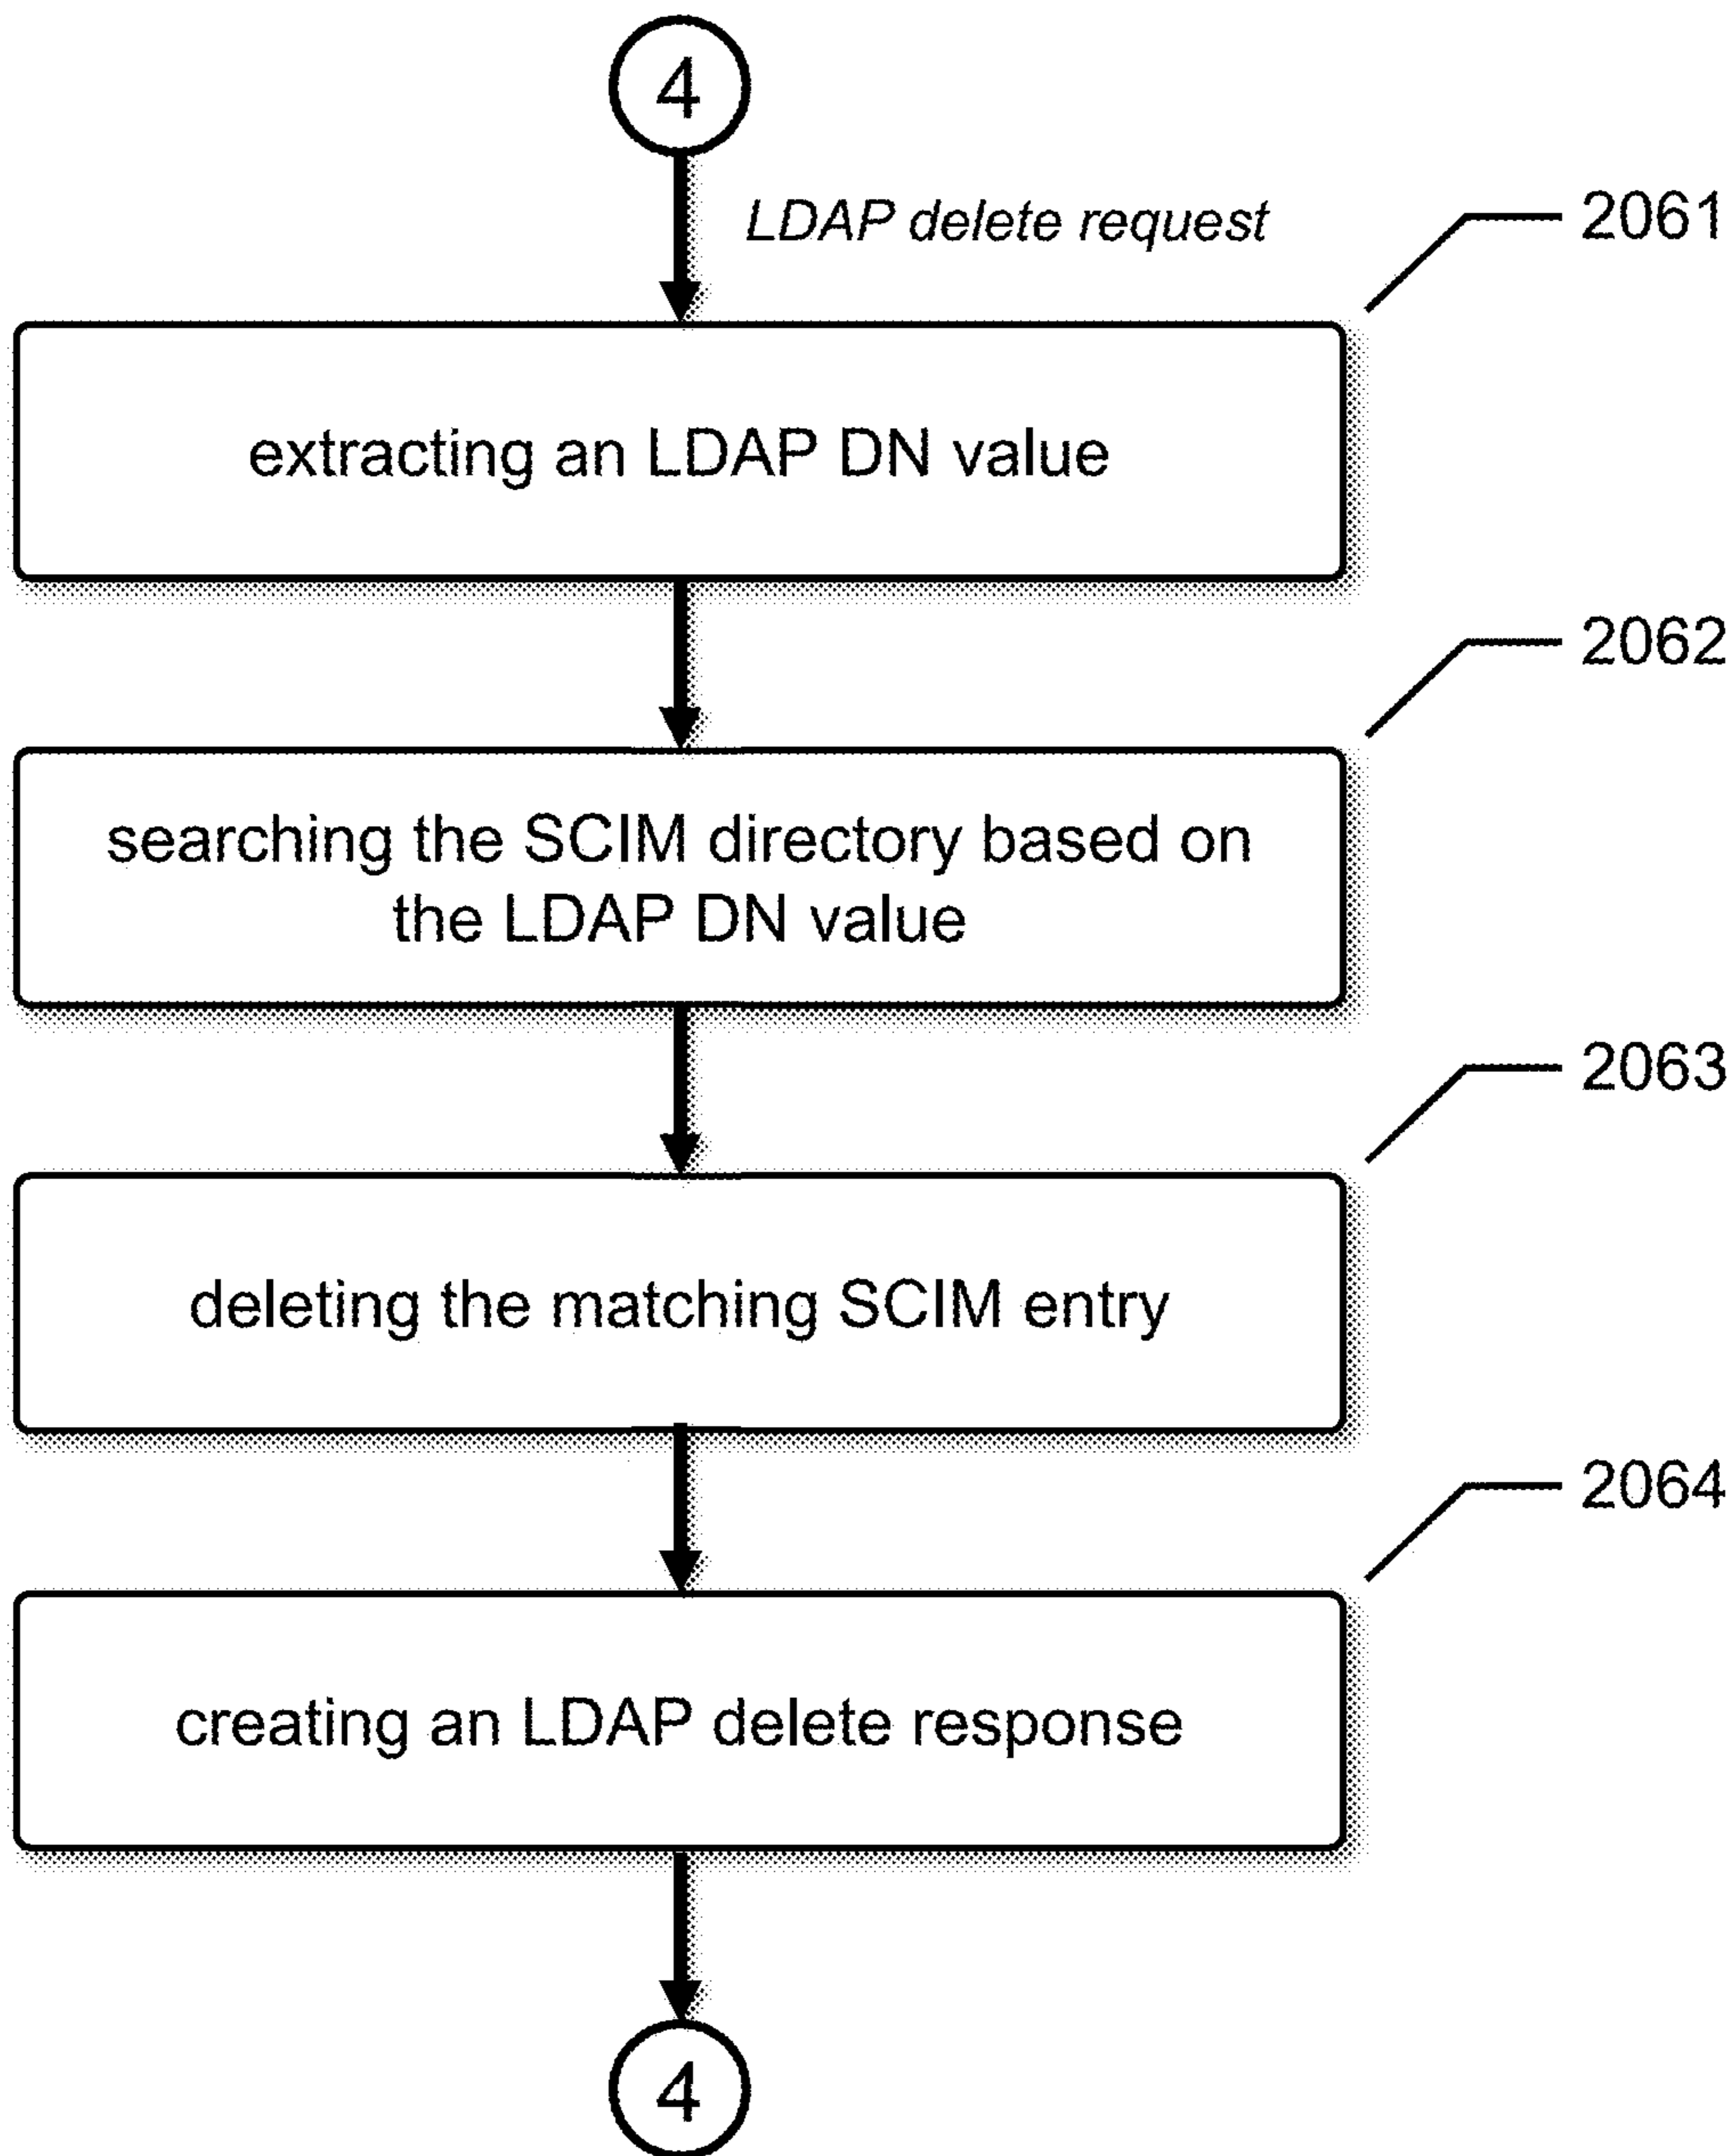 4
LDAP delete request
2061
extracting an LDAP DN value
2062
searching the SCIM directory based on
the LDAP DN value
2063
deleting the matching SCIM entry
2064
creating an LDAP delete response
4